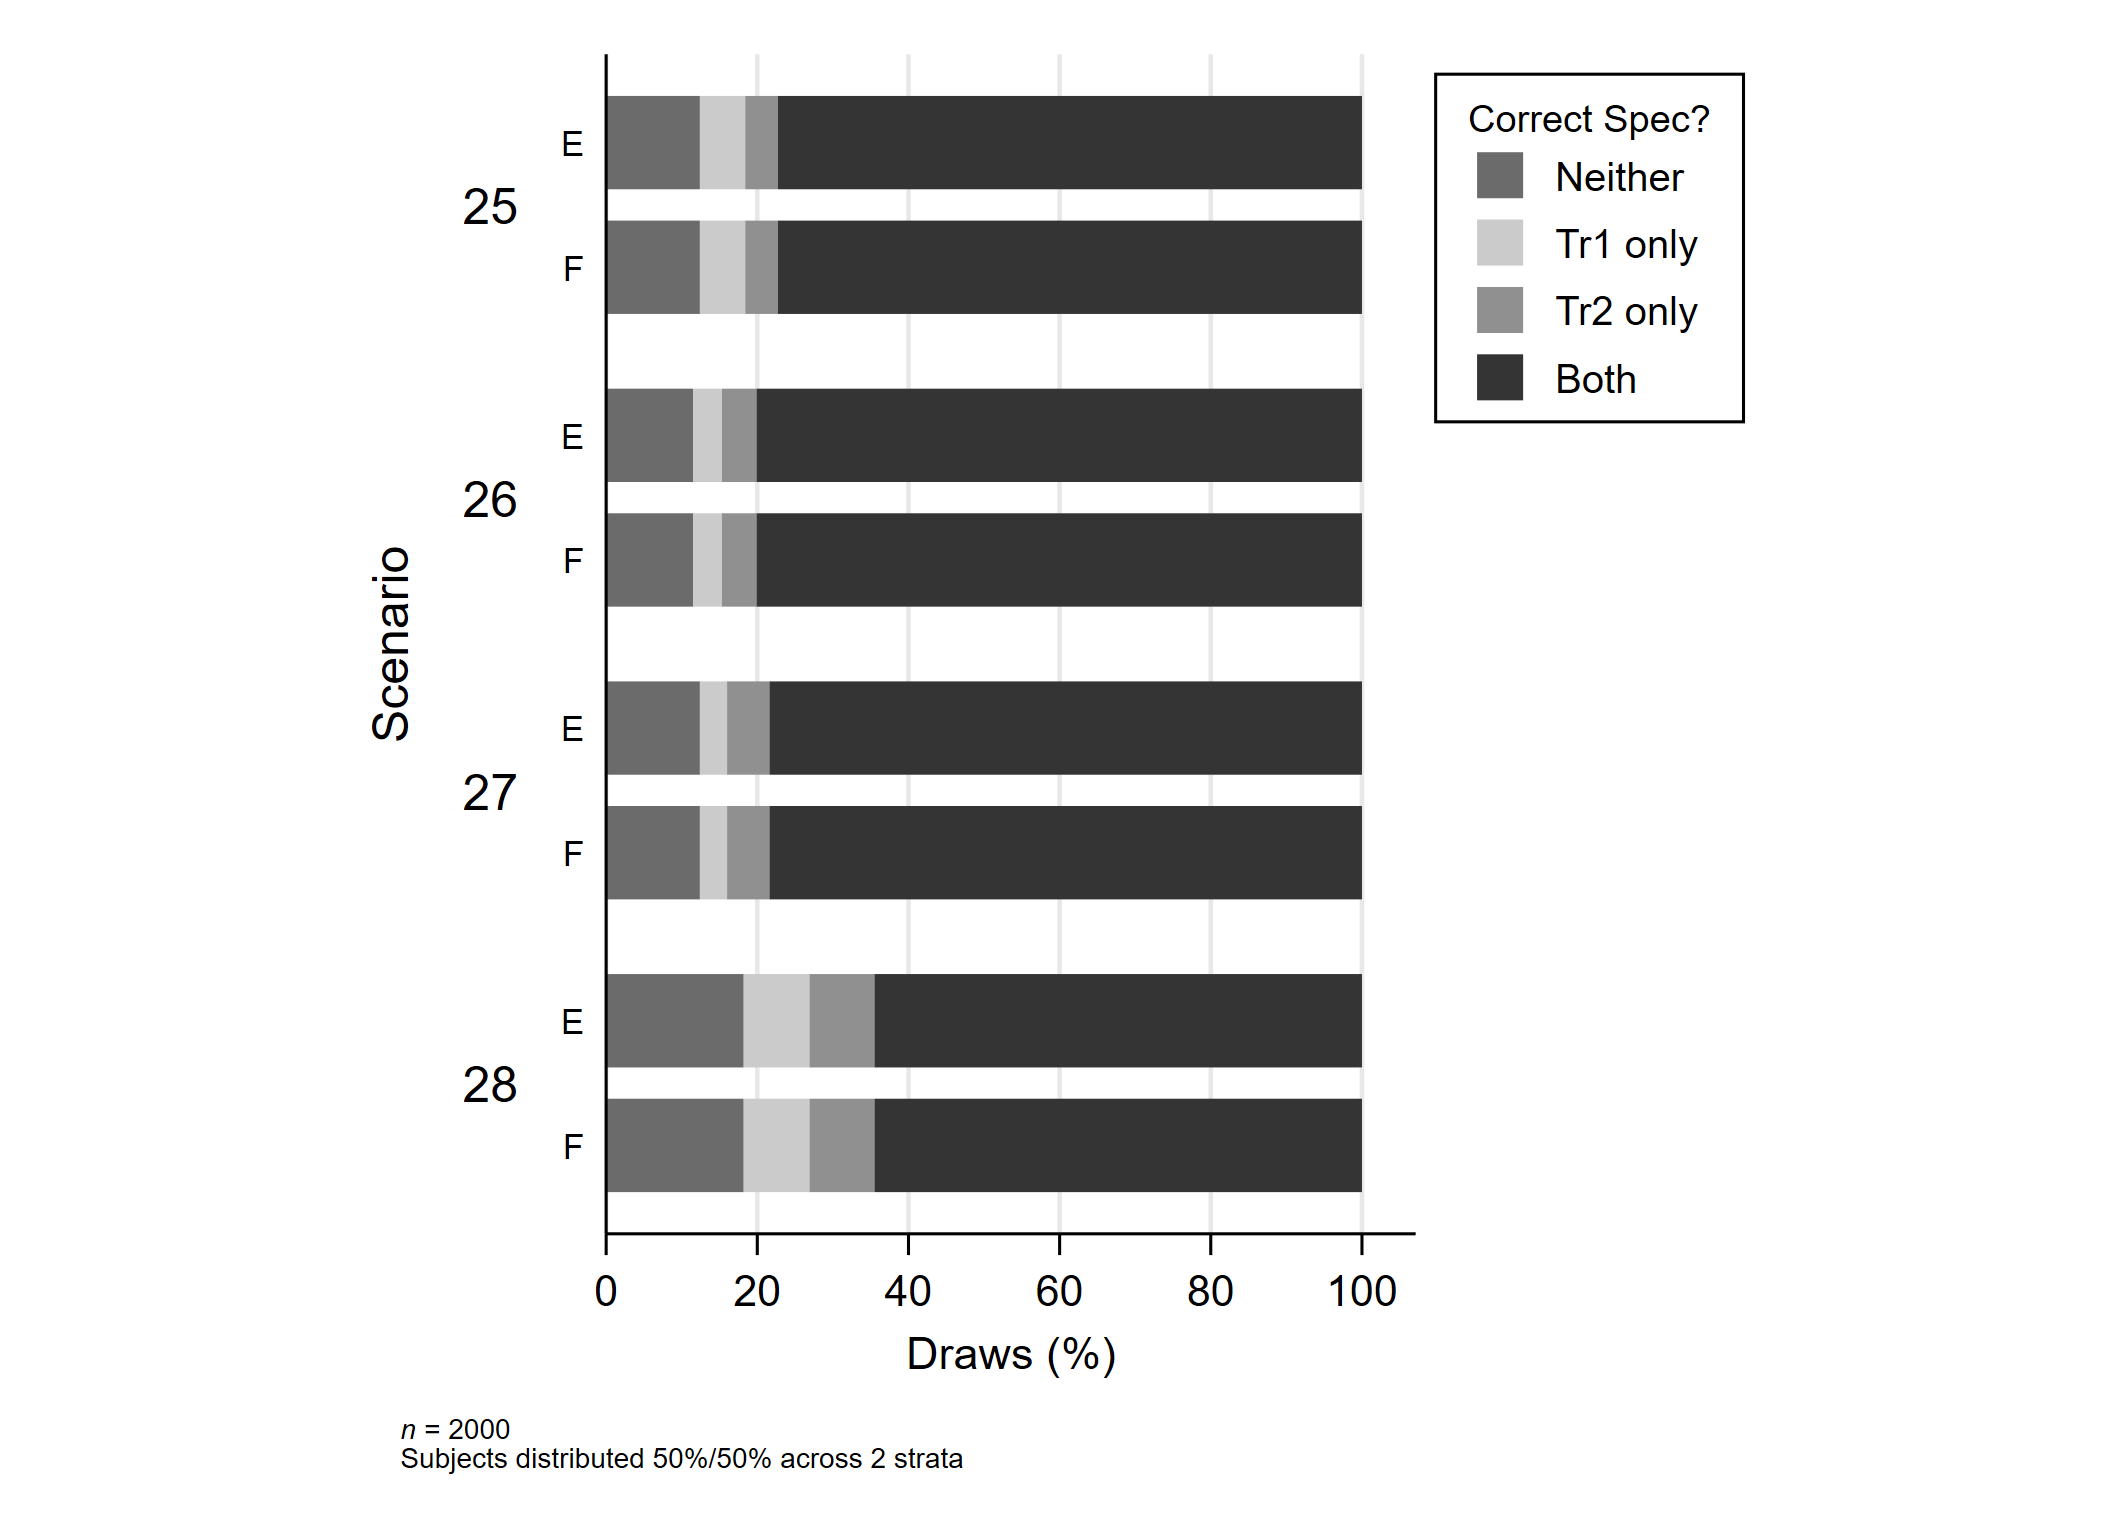 Correct Spec?
Neither
Tr1 only
Tr2 only
Both
Scenario
25
E
F
26
E
F
27
E
F
28
E
F
0 20 40 60 80 100
Draws (%)
n = 2000
Subjects distributed 50%/50% across 2 strata